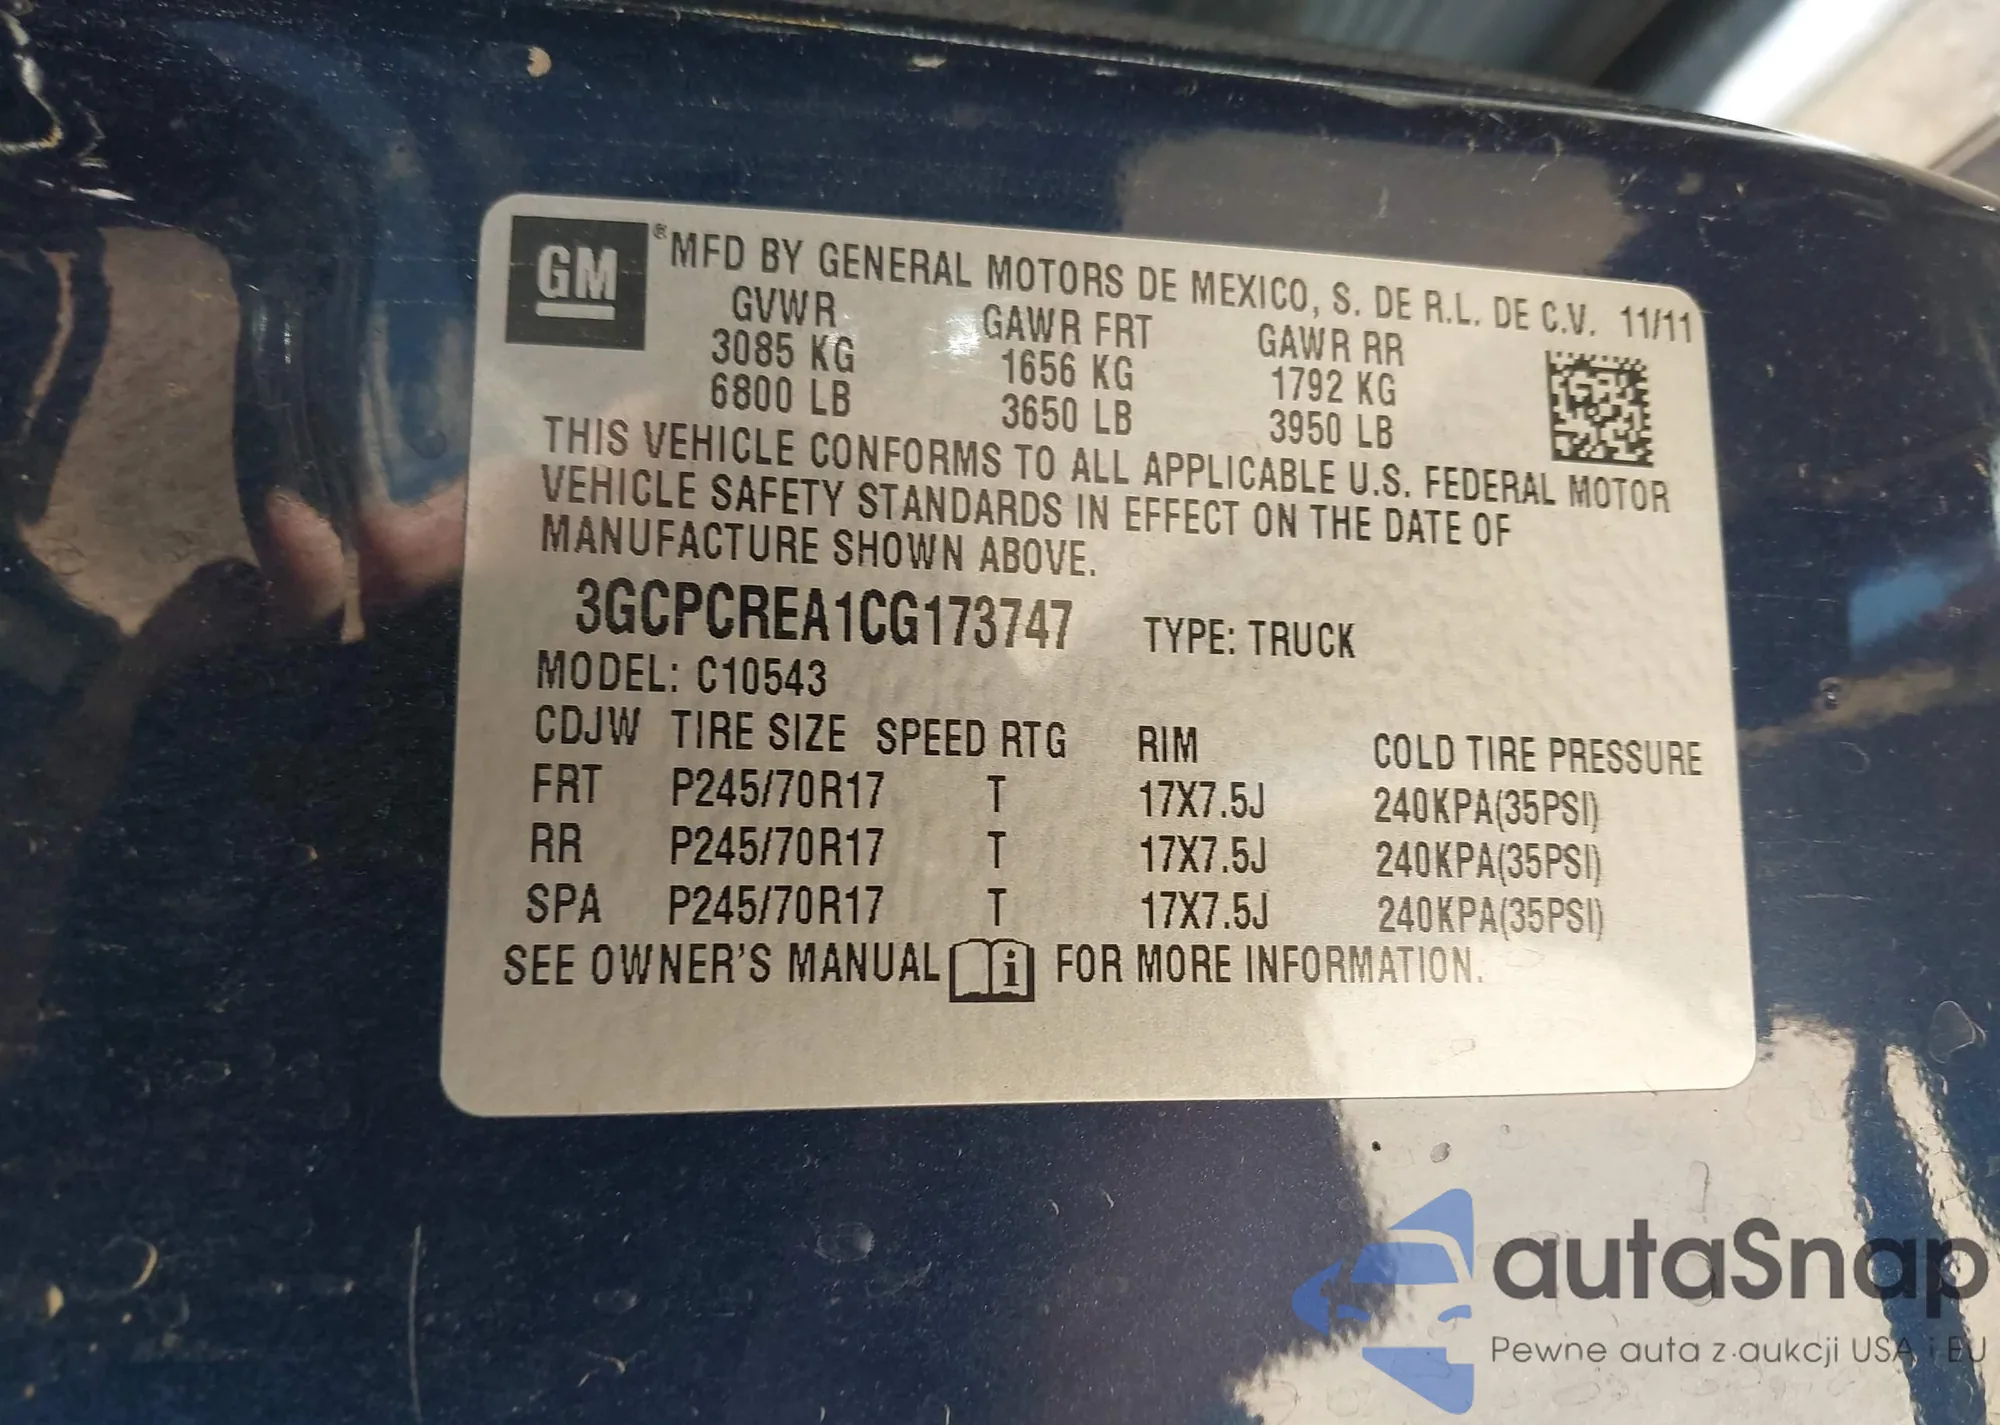 GM ®MFD BY GENERAL MOTORS DE MEXICO, S. DE R.L. DE C.V. 11/11
GVWR GAWR FRT GAWR RR
3085 KG 1656 KG 1792 KG
6800 LB 3650 LB 3950 LB
THIS VEHICLE CONFORMS TO ALL APPLICABLE U.S. FEDERAL MOTOR
VEHICLE SAFETY STANDARDS IN EFFECT ON THE DATE OF
MANUFACTURE SHOWN ABOVE.
3GCPCREA1CG173747 TYPE: TRUCK
MODEL: C10543
CDJW TIRE SIZE SPEED RTG RIM COLD TIRE PRESSURE
FRT P245/70R17 T 17X7.5J 240KPA(35PSI)
RR P245/70R17 T 17X7.5J 240KPA(35PSI)
SPA P245/70R17 T 17X7.5J 240KPA(35PSI)
SEE OWNER'S MANUAL i FOR MORE INFORMATION.
autaSnap
Pewne auta z aukcji USA i EU